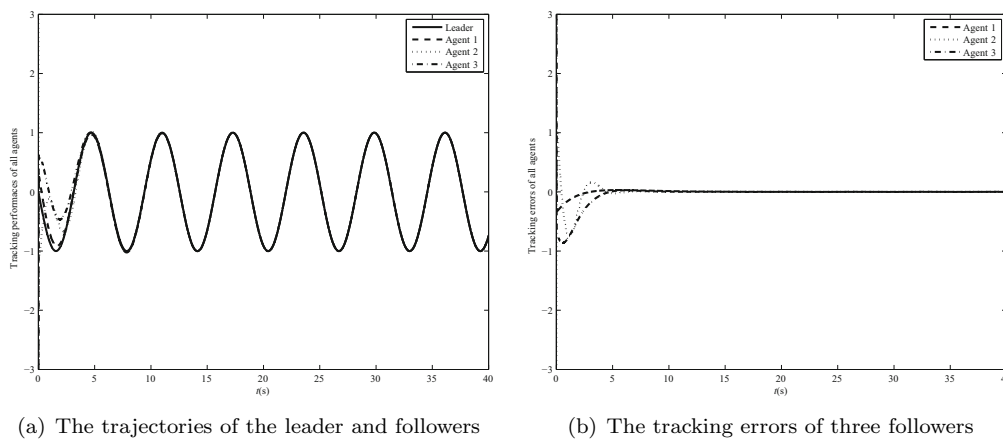 Tracking performaces of all agents
3
2
1
0
-1
-2
-3
Leader
Agent 1
Agent 2
Agent 3
0 5 10 15 20 25 30 35 40
t(s)
(a) The trajectories of the leader and followers
Tracking errors of all agents
3
2
1
0
-1
-2
-3
Agent 1
Agent 2
Agent 3
0 5 10 15 20 25 30 35 40
t(s)
(b) The tracking errors of three followers